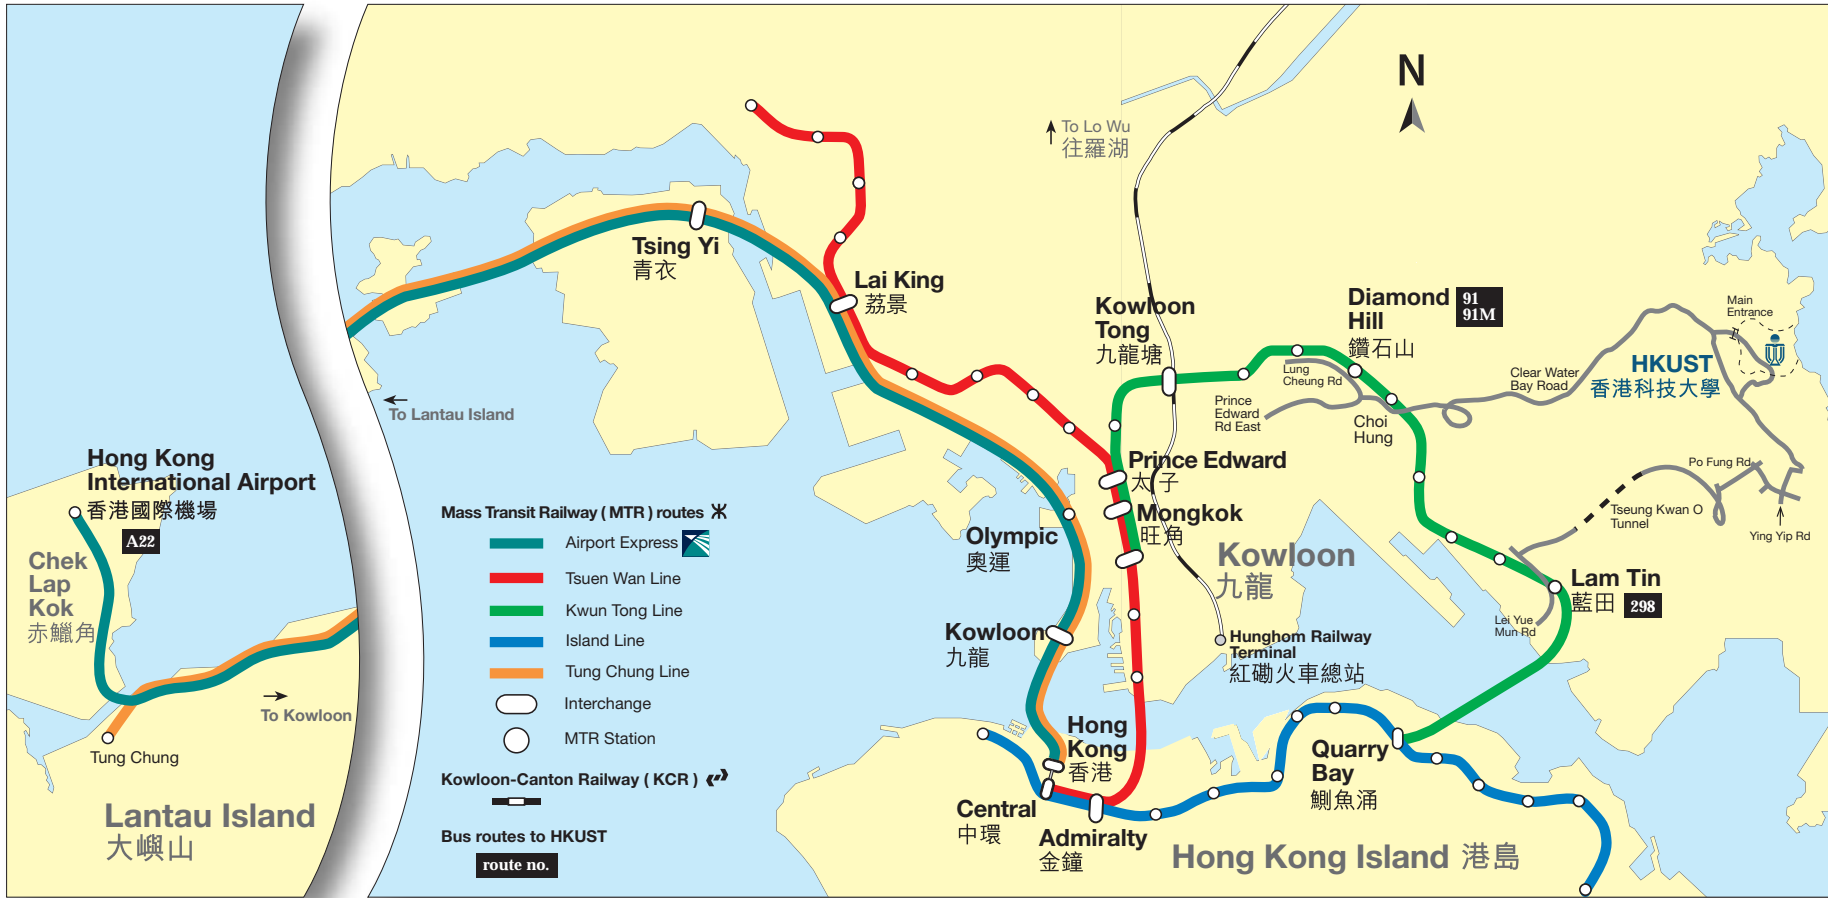 N
To Lo Wu
往羅湖
Tsing Yi
青衣
Lai King
荔景
Kowloon
Tong
九龍塘
Diamond
Hill
鑽石山
91
91M
Main
Entrance
HKUST
香港科技大學
Lung
Cheung Rd
Clear Water
Bay Road
Prince
Edward
Rd East
Choi
Hung
To Lantau Island
Hong Kong
International Airport
香港國際機場
A22
Chek
Lap
Kok
赤鱲角
Prince Edward
太子
Mongkok
旺角
Po Fung Rd
Tseung Kwan O
Tunnel
Ying Yip Rd
Olympic
奧運
Kowloon
九龍
Lam Tin
藍田
298
Lei Yue
Mun Rd
Kowloon
九龍
Hunghom Railway
Terminal
紅磡火車總站
Mass Transit Railway ( MTR ) routes
Airport Express
Tsuen Wan Line
Kwun Tong Line
Island Line
Tung Chung Line
Interchange
MTR Station
Kowloon-Canton Railway ( KCR )
Bus routes to HKUST
route no.
To Kowloon
Tung Chung
Lantau Island
大嶼山
Hong
Kong
香港
Central
中環
Admiralty
金鐘
Quarry
Bay
鰂魚涌
Hong Kong Island 港島